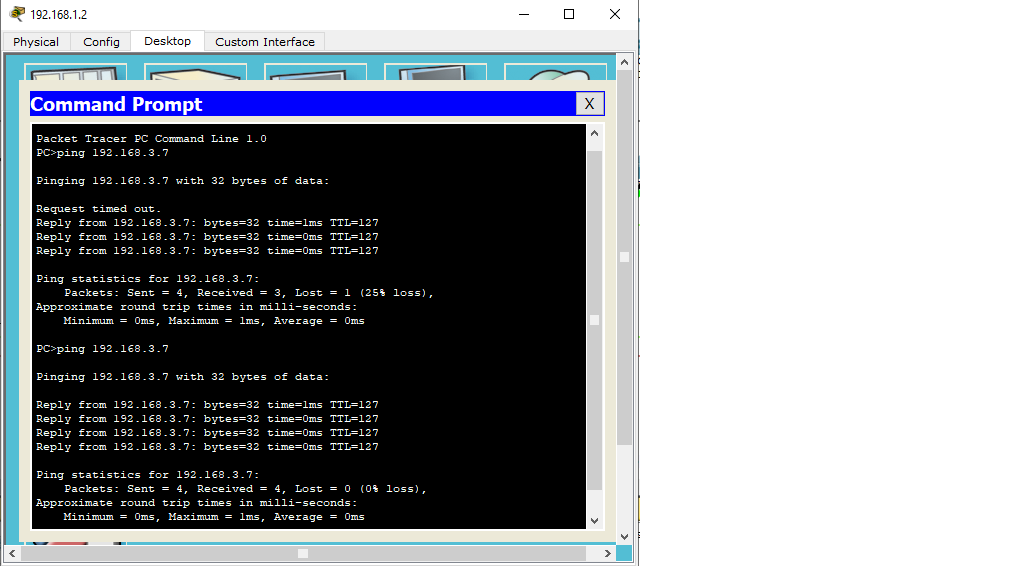 192.168.1.2
Physical Config Desktop Custom Interface
Command Prompt X
Packet Tracer PC Command Line 1.0
PC>ping 192.168.3.7
Pinging 192.168.3.7 with 32 bytes of data:
Request timed out.
Reply from 192.168.3.7: bytes=32 time=1ms TTL=127
Reply from 192.168.3.7: bytes=32 time=0ms TTL=127
Reply from 192.168.3.7: bytes=32 time=0ms TTL=127
Ping statistics for 192.168.3.7:
Packets: Sent = 4, Received = 3, Lost = 1 (25% loss),
Approximate round trip times in milli-seconds:
Minimum = 0ms, Maximum = 1ms, Average = 0ms
PC>ping 192.168.3.7
Pinging 192.168.3.7 with 32 bytes of data:
Reply from 192.168.3.7: bytes=32 time=1ms TTL=127
Reply from 192.168.3.7: bytes=32 time=0ms TTL=127
Reply from 192.168.3.7: bytes=32 time=0ms TTL=127
Reply from 192.168.3.7: bytes=32 time=0ms TTL=127
Ping statistics for 192.168.3.7:
Packets: Sent = 4, Received = 4, Lost = 0 (0% loss),
Approximate round trip times in milli-seconds:
Minimum = 0ms, Maximum = 1ms, Average = 0ms